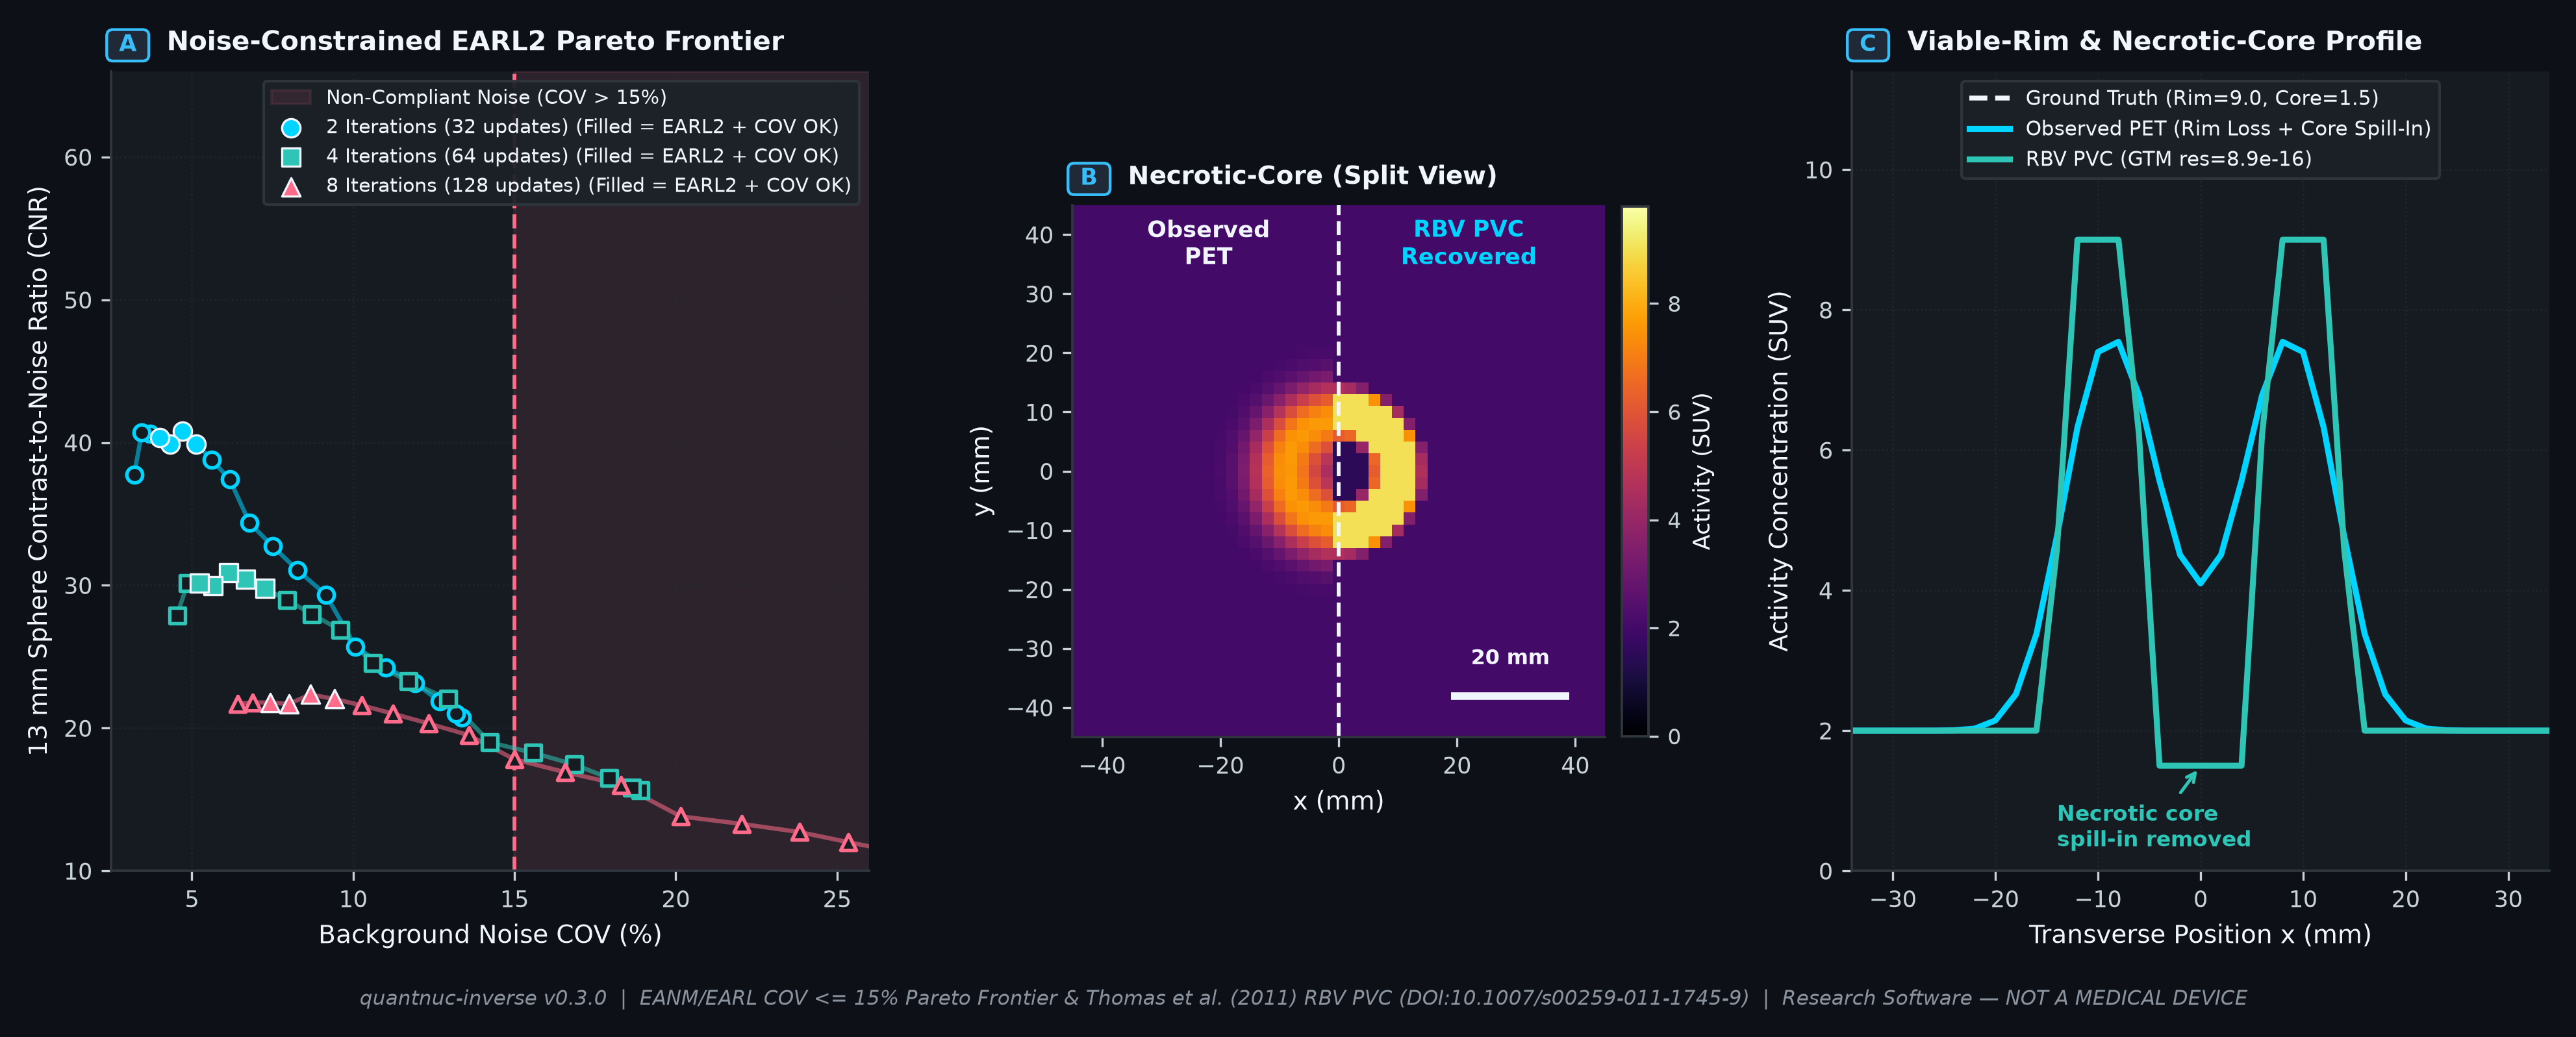 A Noise-Constrained EARL2 Pareto Frontier
Non-Compliant Noise (COV > 15%)
2 Iterations (32 updates) (Filled = EARL2 + COV OK)
4 Iterations (64 updates) (Filled = EARL2 + COV OK)
8 Iterations (128 updates) (Filled = EARL2 + COV OK)
13 mm Sphere Contrast-to-Noise Ratio (CNR)
60
50
40
30
20
10
5 10 15 20 25
Background Noise COV (%)
B Necrotic-Core (Split View)
Observed
PET
RBV PVC
Recovered
y (mm)
40
30
20
10
0
−10
−20
−30
−40
20 mm
−40 −20 0 20 40
x (mm)
8
6
4
2
0
Activity (SUV)
C Viable-Rim & Necrotic-Core Profile
Ground Truth (Rim=9.0, Core=1.5)
Observed PET (Rim Loss + Core Spill-In)
RBV PVC (GTM res=8.9e-16)
Activity Concentration (SUV)
10
8
6
4
2
0
Necrotic core
spill-in removed
−30 −20 −10 0 10 20 30
Transverse Position x (mm)
quantnuc-inverse v0.3.0 | EANM/EARL COV <= 15% Pareto Frontier & Thomas et al. (2011) RBV PVC (DOI:10.1007/s00259-011-1745-9) | Research Software — NOT A MEDICAL DEVICE